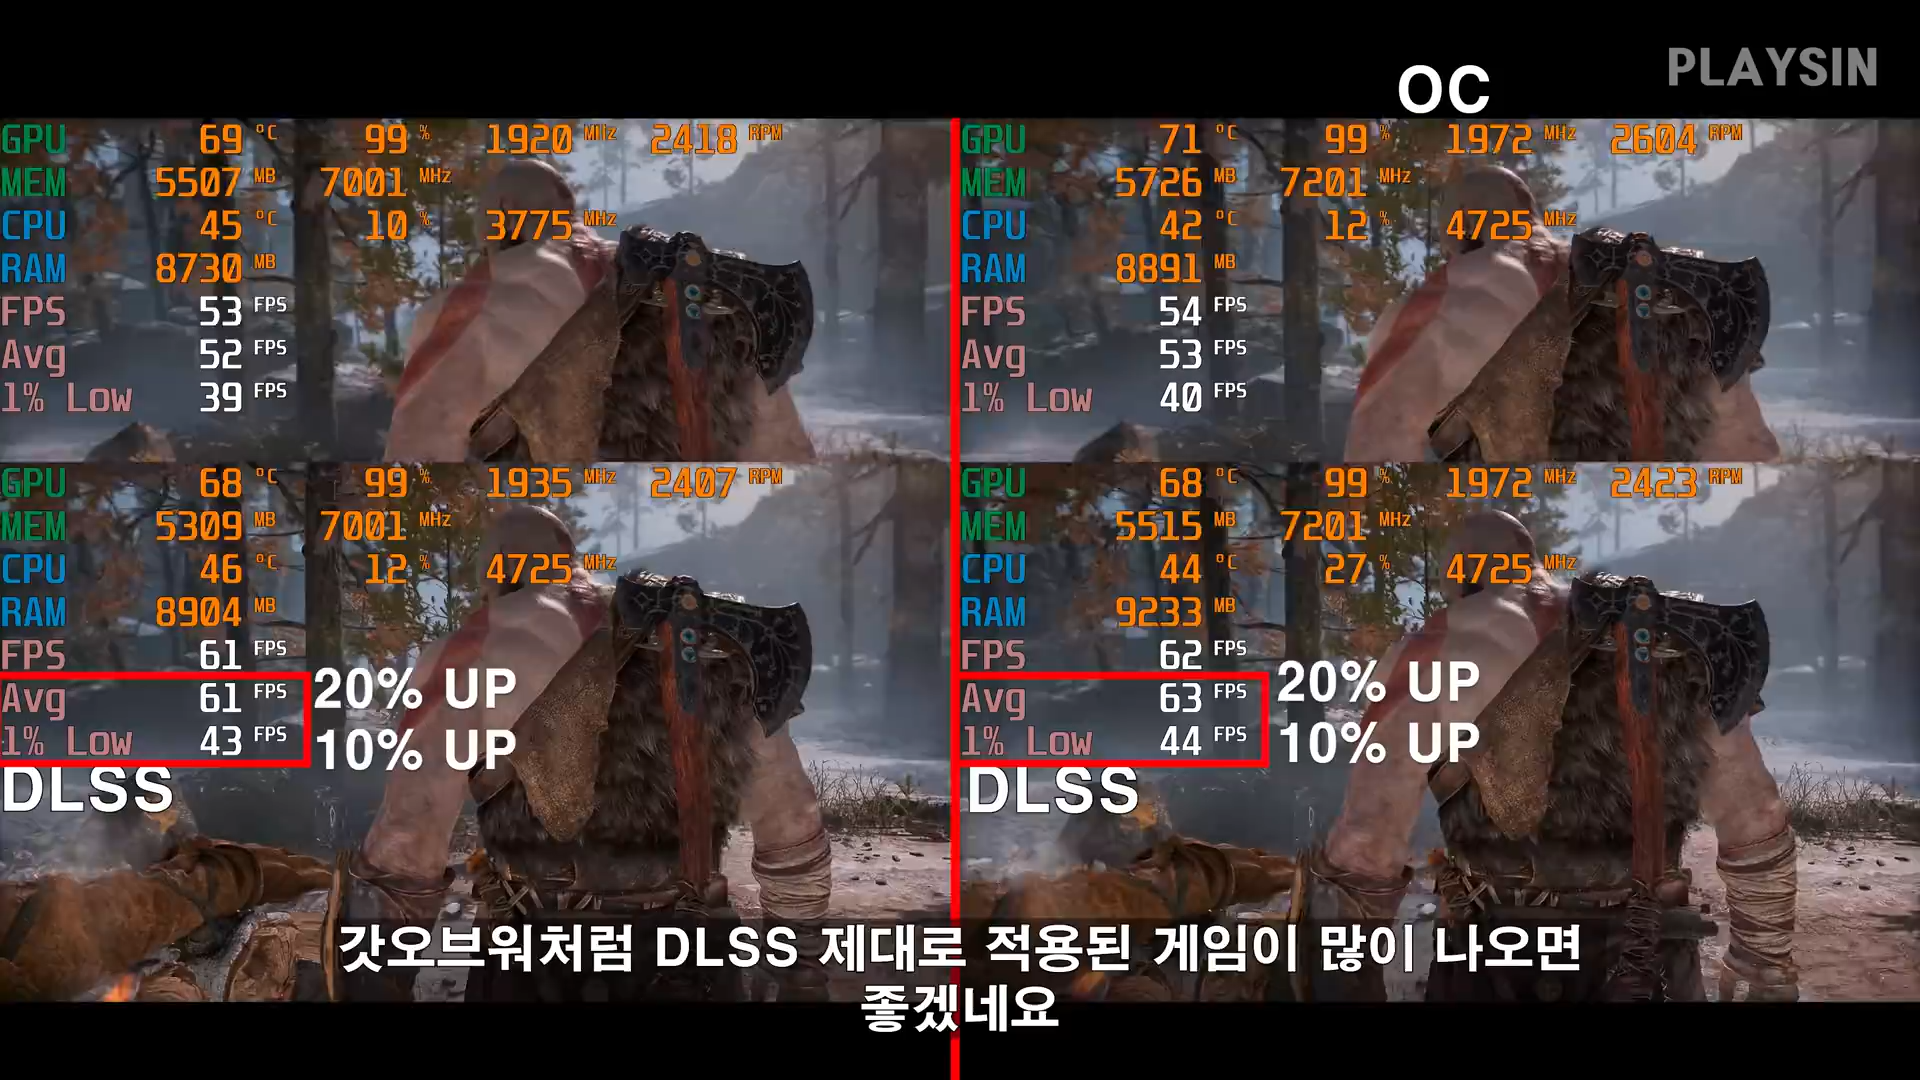 OC
PLAYSIN
GPU 69 °C 99 % 1920 MHz 2418 RPM
MEM 5507 MB 7001 MHz
CPU 45 °C 10 % 3775 MHz
RAM 8730 MB
FPS 53 FPS
Avg 52 FPS
1% Low 39 FPS
GPU 71 °C 99 % 1972 MHz 2604 RPM
MEM 5726 MB 7201 MHz
CPU 42 °C 12 % 4725 MHz
RAM 8891 MB
FPS 54 FPS
Avg 53 FPS
1% Low 40 FPS
GPU 68 °C 99 % 1935 MHz 2407 RPM
MEM 5309 MB 7001 MHz
CPU 46 °C 12 % 4725 MHz
RAM 8904 MB
FPS 61 FPS
Avg 61 FPS 20% UP
1% Low 43 FPS 10% UP
DLSS
GPU 68 °C 99 % 1972 MHz 2423 RPM
MEM 5515 MB 7201 MHz
CPU 44 °C 27 % 4725 MHz
RAM 9233 MB
FPS 62 FPS
Avg 63 FPS 20% UP
1% Low 44 FPS 10% UP
DLSS
갓오브워처럼 DLSS 제대로 적용된 게임이 많이 나오면
좋겠네요